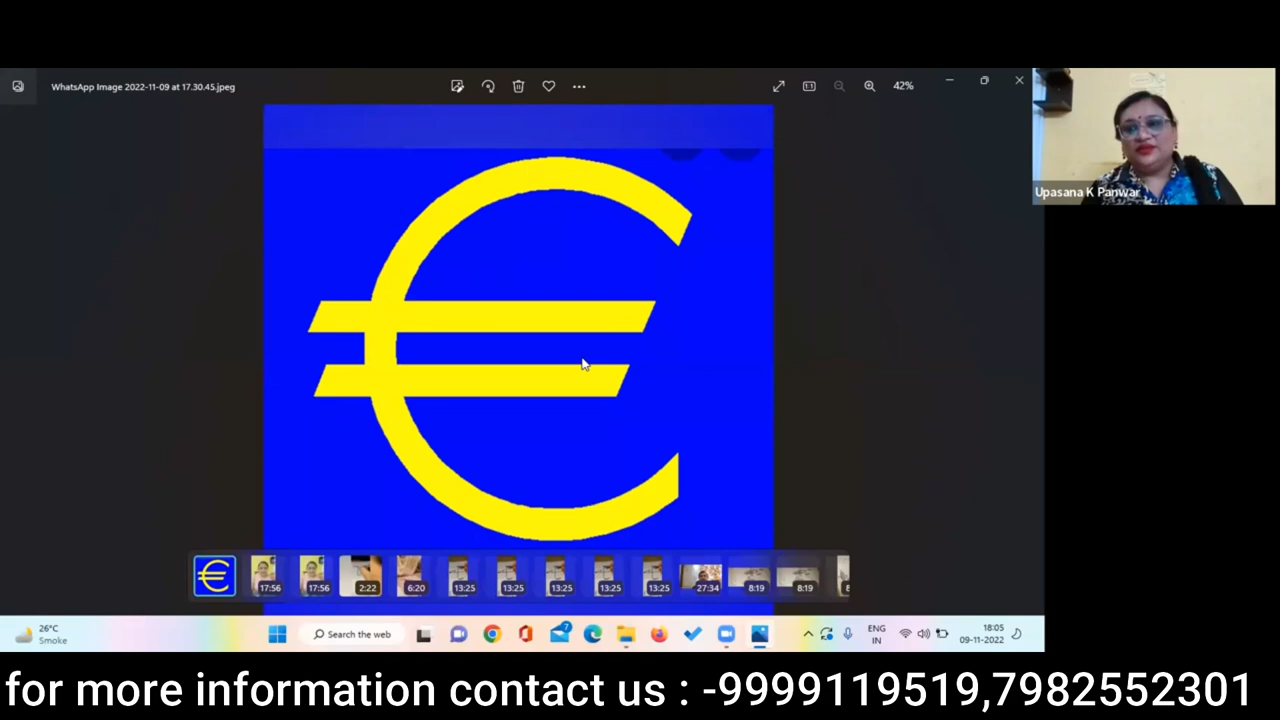 WhatsApp Image 2022-11-09 at 17.30.45.jpeg
42%
Upasana K Panwar
€
€ 17:56 17:56 2:22 6:20 13:25 13:25 13:25 13:25 13:25 27:34 8:19 8:19 8
26°C
Smoke
Search the web
7
ENG
IN
18:05
09-11-2022
for more information contact us : -9999119519,7982552301